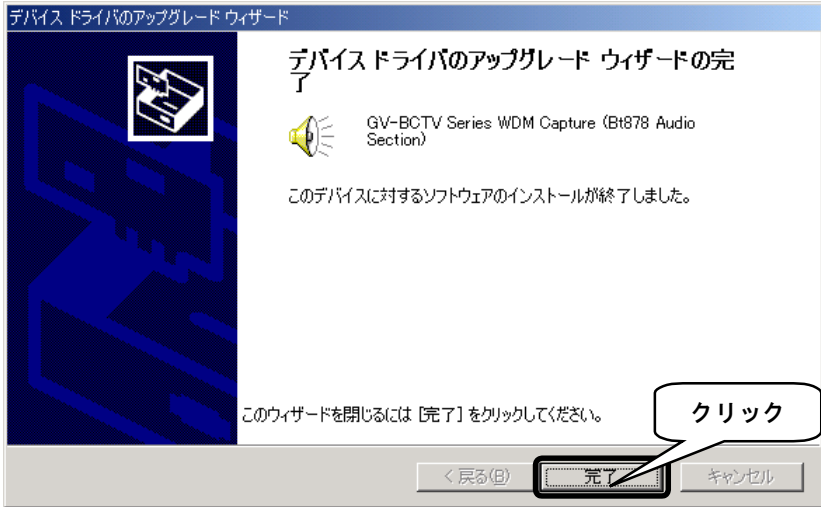 デバイス ドライバのアップグレード ウィザード
デバイス ドライバのアップグレード ウィザードの完
了
GV-BCTV Series WDM Capture (Bt878 Audio
Section)
このデバイスに対するソフトウェアのインストールが終了しました。
このウィザードを閉じるには [完了] をクリックしてください。
クリック
< 戻る(B)
完了
キャンセル